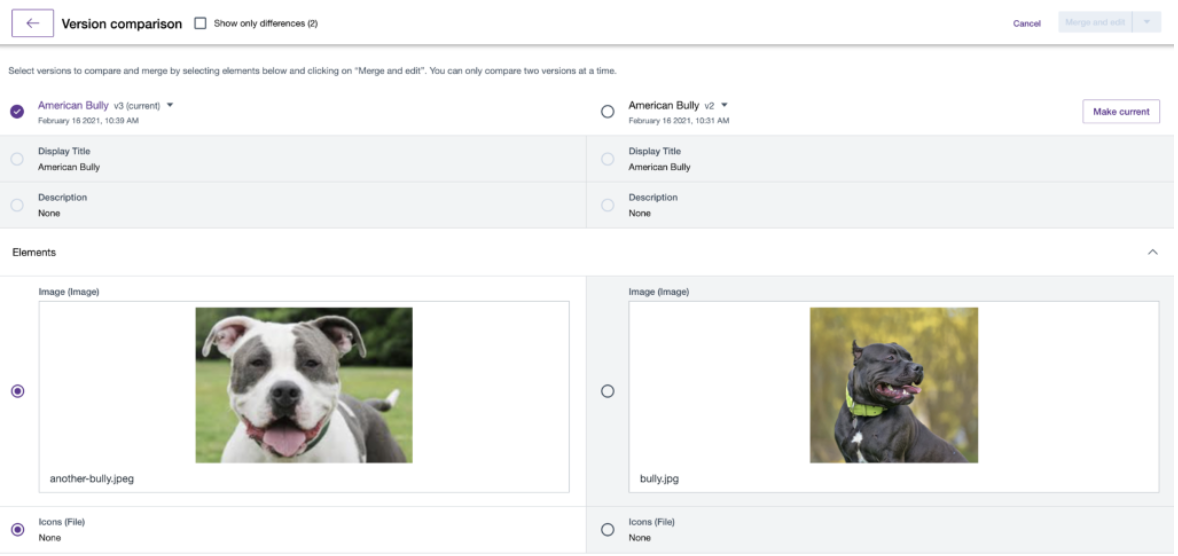 Version comparison Show only differences (2) Cancel Merge and edit
Select versions to compare and merge by selecting elements below and clicking on “Merge and edit”. You can only compare two versions at a time.
American Bully v3 (current)
February 16 2021, 10:39 AM
American Bully v2
February 16 2021, 10:31 AM
Make current
Display Title
American Bully
Display Title
American Bully
Description
None
Description
None
Elements
Image (Image)
another-bully.jpeg
Image (Image)
bully.jpg
Icons (File)
None
Icons (File)
None